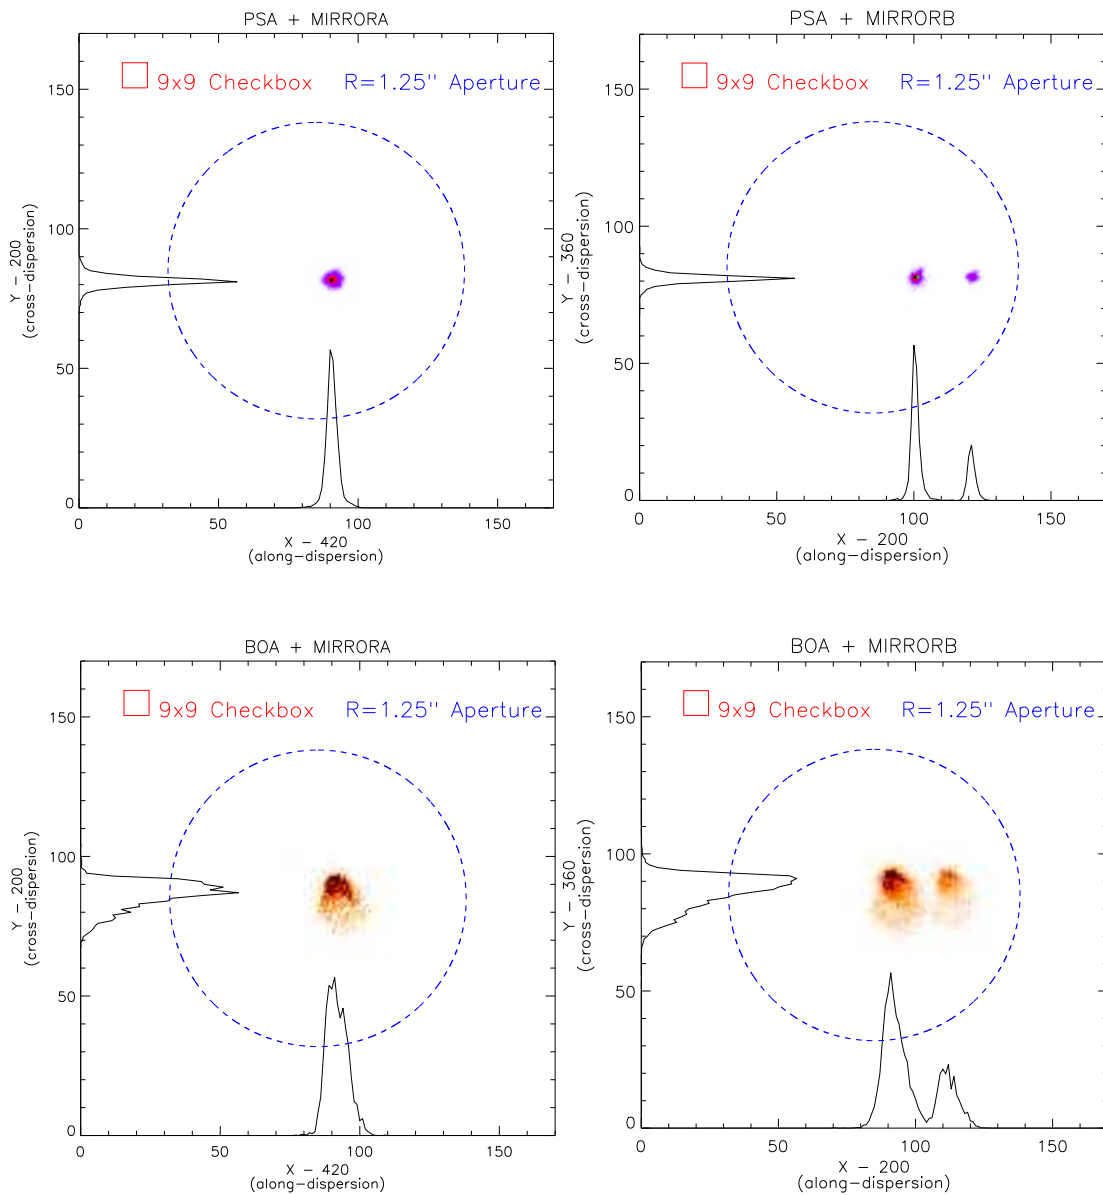 PSA + MIRRORA
9x9 Checkbox R=1.25" Aperture
150
100
50
0
Y - 200
(cross-dispersion)
0 50 100 150
X - 420
(along-dispersion)
PSA + MIRRORB
9x9 Checkbox R=1.25" Aperture
150
100
50
0
Y - 360
(cross-dispersion)
0 50 100 150
X - 200
(along-dispersion)
BOA + MIRRORA
9x9 Checkbox R=1.25" Aperture
150
100
50
0
Y - 200
(cross-dispersion)
0 50 100 150
X - 420
(along-dispersion)
BOA + MIRRORB
9x9 Checkbox R=1.25" Aperture
150
100
50
0
Y - 360
(cross-dispersion)
0 50 100 150
X - 200
(along-dispersion)